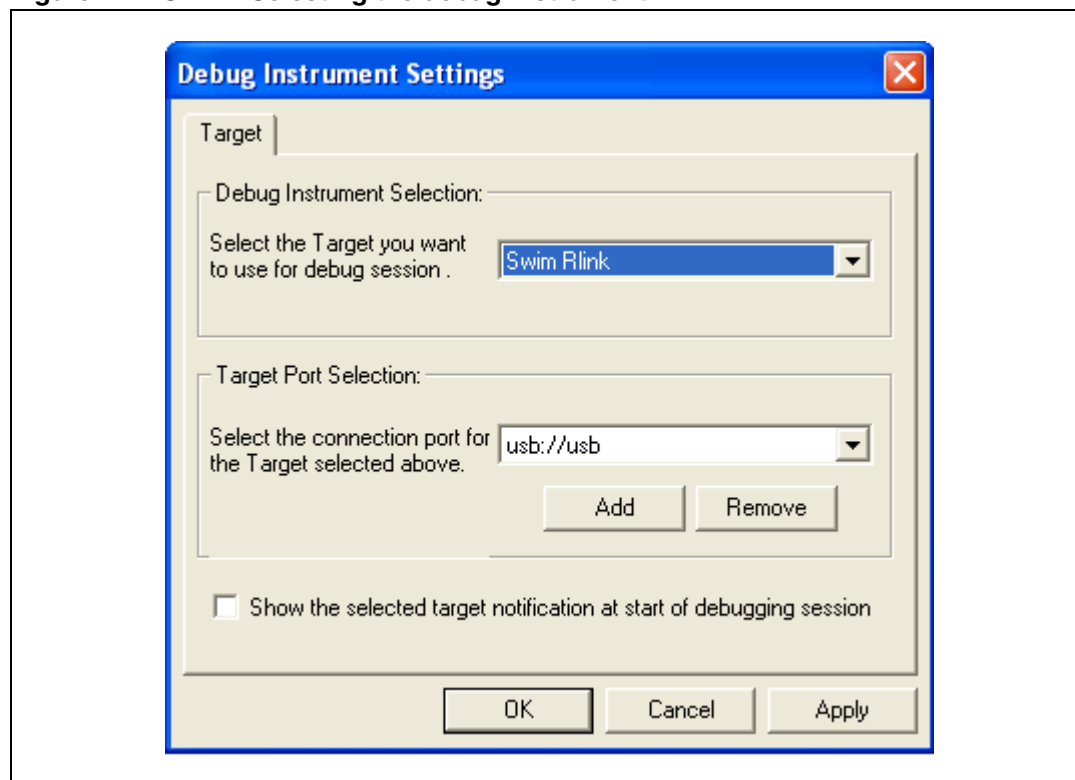 Debug Instrument Settings
Target
Debug Instrument Selection:
Select the Target you want
to use for debug session .
Swim Rlink
Target Port Selection:
Select the connection port for
the Target selected above.
usb://usb
Add
Remove
Show the selected target notification at start of debugging session
OK
Cancel
Apply